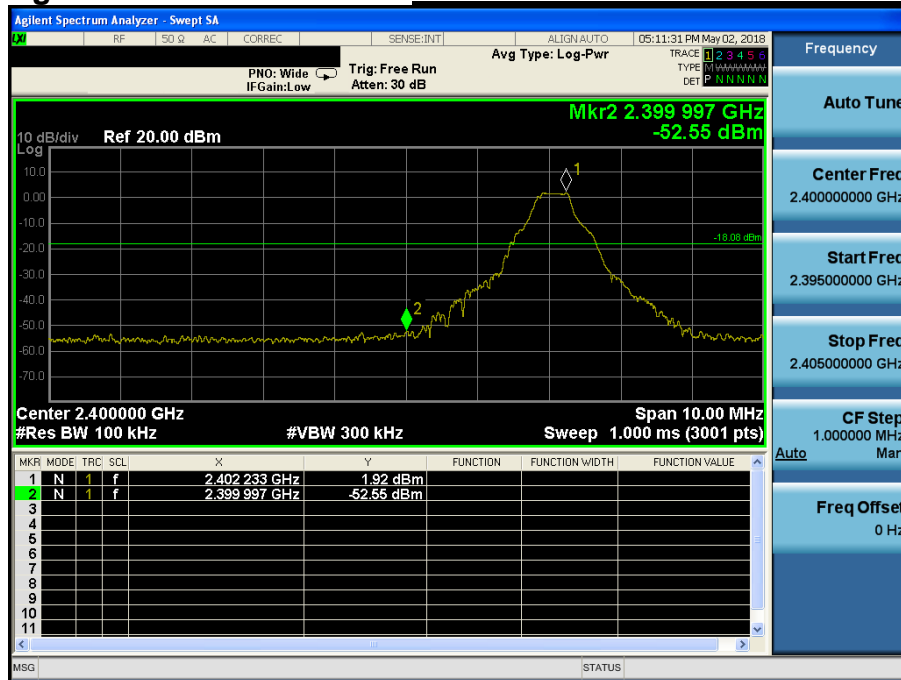 Agilent Spectrum Analyzer - Swept SA
LXI RF 50 Ω AC CORREC SENSE:INT ALIGN AUTO 05:11:31 PM May 02, 2018
PNO: Wide
IFGain:Low
Trig: Free Run
Atten: 30 dB
Avg Type: Log-Pwr
TRACE 1 2 3 4 5 6
TYPE M
DET P N N N N N
Mkr2 2.399 997 GHz
-52.55 dBm
10 dB/div Ref 20.00 dBm
Log
10.0
0.00
-10.0
-20.0
-30.0
-40.0
-50.0
-60.0
-70.0
1
2
-18.08 dBm
Center 2.400000 GHz Span 10.00 MHz
#Res BW 100 kHz #VBW 300 kHz Sweep 1.000 ms (3001 pts)
MKR MODE TRC SCL X Y FUNCTION FUNCTION WIDTH FUNCTION VALUE
1 N 1 f 2.402 233 GHz 1.92 dBm
2 N 1 f 2.399 997 GHz -52.55 dBm
3
4
5
6
7
8
9
10
11
MSG STATUS
Frequency
Auto Tune
Center Freq
2.400000000 GHz
Start Freq
2.395000000 GHz
Stop Freq
2.405000000 GHz
CF Step
1.000000 MHz
Auto Man
Freq Offset
0 Hz